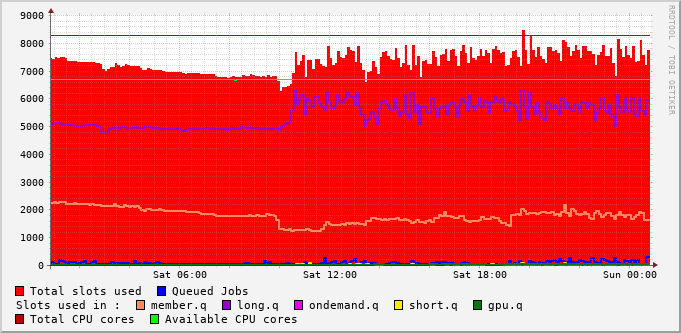 9000
8000
7000
6000
5000
4000
3000
2000
1000
0
Sat 06:00 Sat 12:00 Sat 18:00 Sun 00:00
RRDTOOL / TOBI OETIKER
Total slots used Queued Jobs
Slots used in : member.q long.q ondemand.q short.q gpu.q
Total CPU cores Available CPU cores